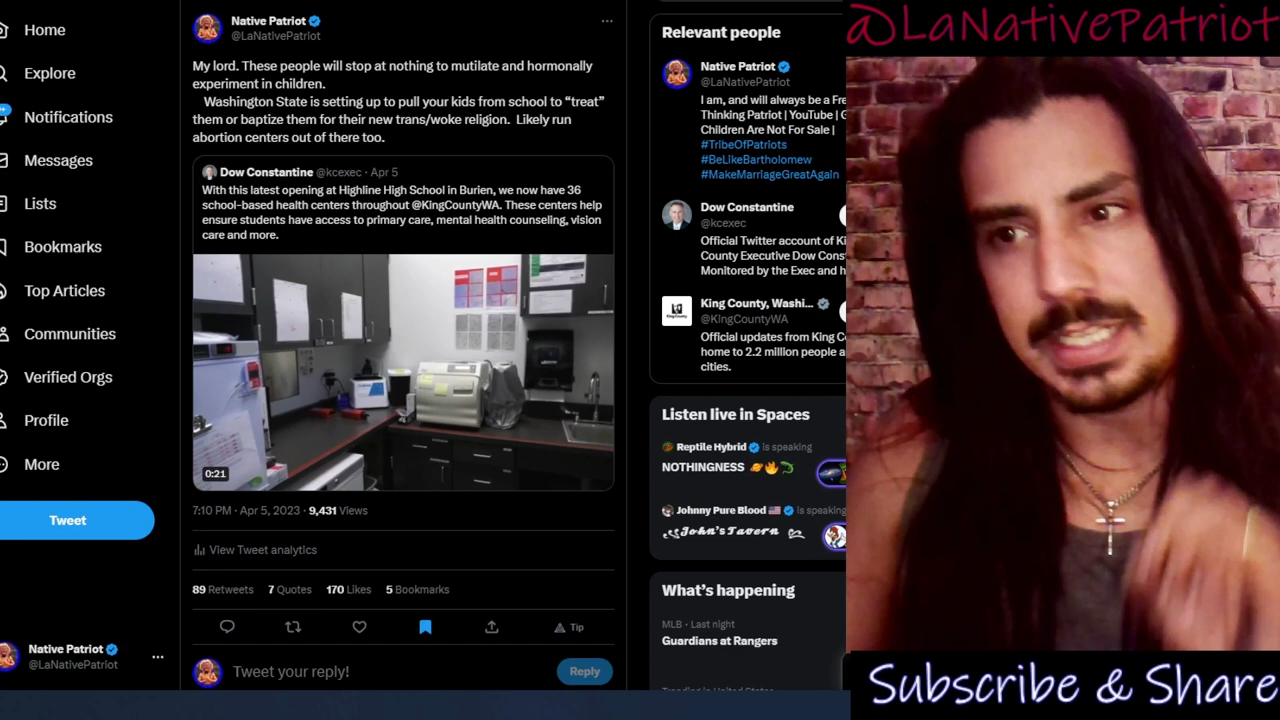 Home
Explore
Notifications
Messages
Lists
Bookmarks
Top Articles
Communities
Verified Orgs
Profile
More
Tweet
Native Patriot
@LaNativePatriot
Native Patriot
@LaNativePatriot
My lord. These people will stop at nothing to mutilate and hormonally
experiment in children.
Washington State is setting up to pull your kids from school to “treat”
them or baptize them for their new trans/woke religion. Likely run
abortion centers out of there too.
Dow Constantine @kcexec · Apr 5
With this latest opening at Highline High School in Burien, we now have 36
school-based health centers throughout @KingCountyWA. These centers help
ensure students have access to primary care, mental health counseling, vision
care and more.
0:21
7:10 PM · Apr 5, 2023 · 9,431 Views
View Tweet analytics
89 Retweets 7 Quotes 170 Likes 5 Bookmarks
Tip
Tweet your reply!
Reply
Relevant people
Native Patriot
@LaNativePatriot
I am, and will always be a Fre
Thinking Patriot | YouTube | G
Children Are Not For Sale |
#TribeOfPatriots
#BeLikeBartholomew
#MakeMarriageGreatAgain
Dow Constantine
@kcexec
Official Twitter account of Ki
County Executive Dow Cons
Monitored by the Exec and h
King County, Washi...
@KingCountyWA
Official updates from King C
home to 2.2 million people a
cities.
Listen live in Spaces
Reptile Hybrid is speaking
NOTHINGNESS
Johnny Pure Blood is speaking
John's Tavern
What's happening
MLB · Last night
Guardians at Rangers
Trending in United States
@LaNativePatriot
Subscribe & Share